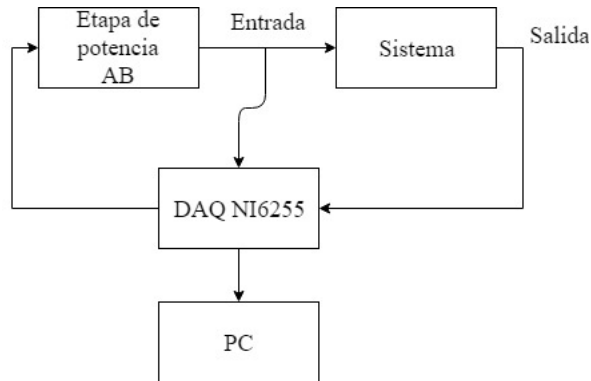 Etapa de
potencia
AB
Entrada
Sistema
Salida
DAQ NI6255
PC